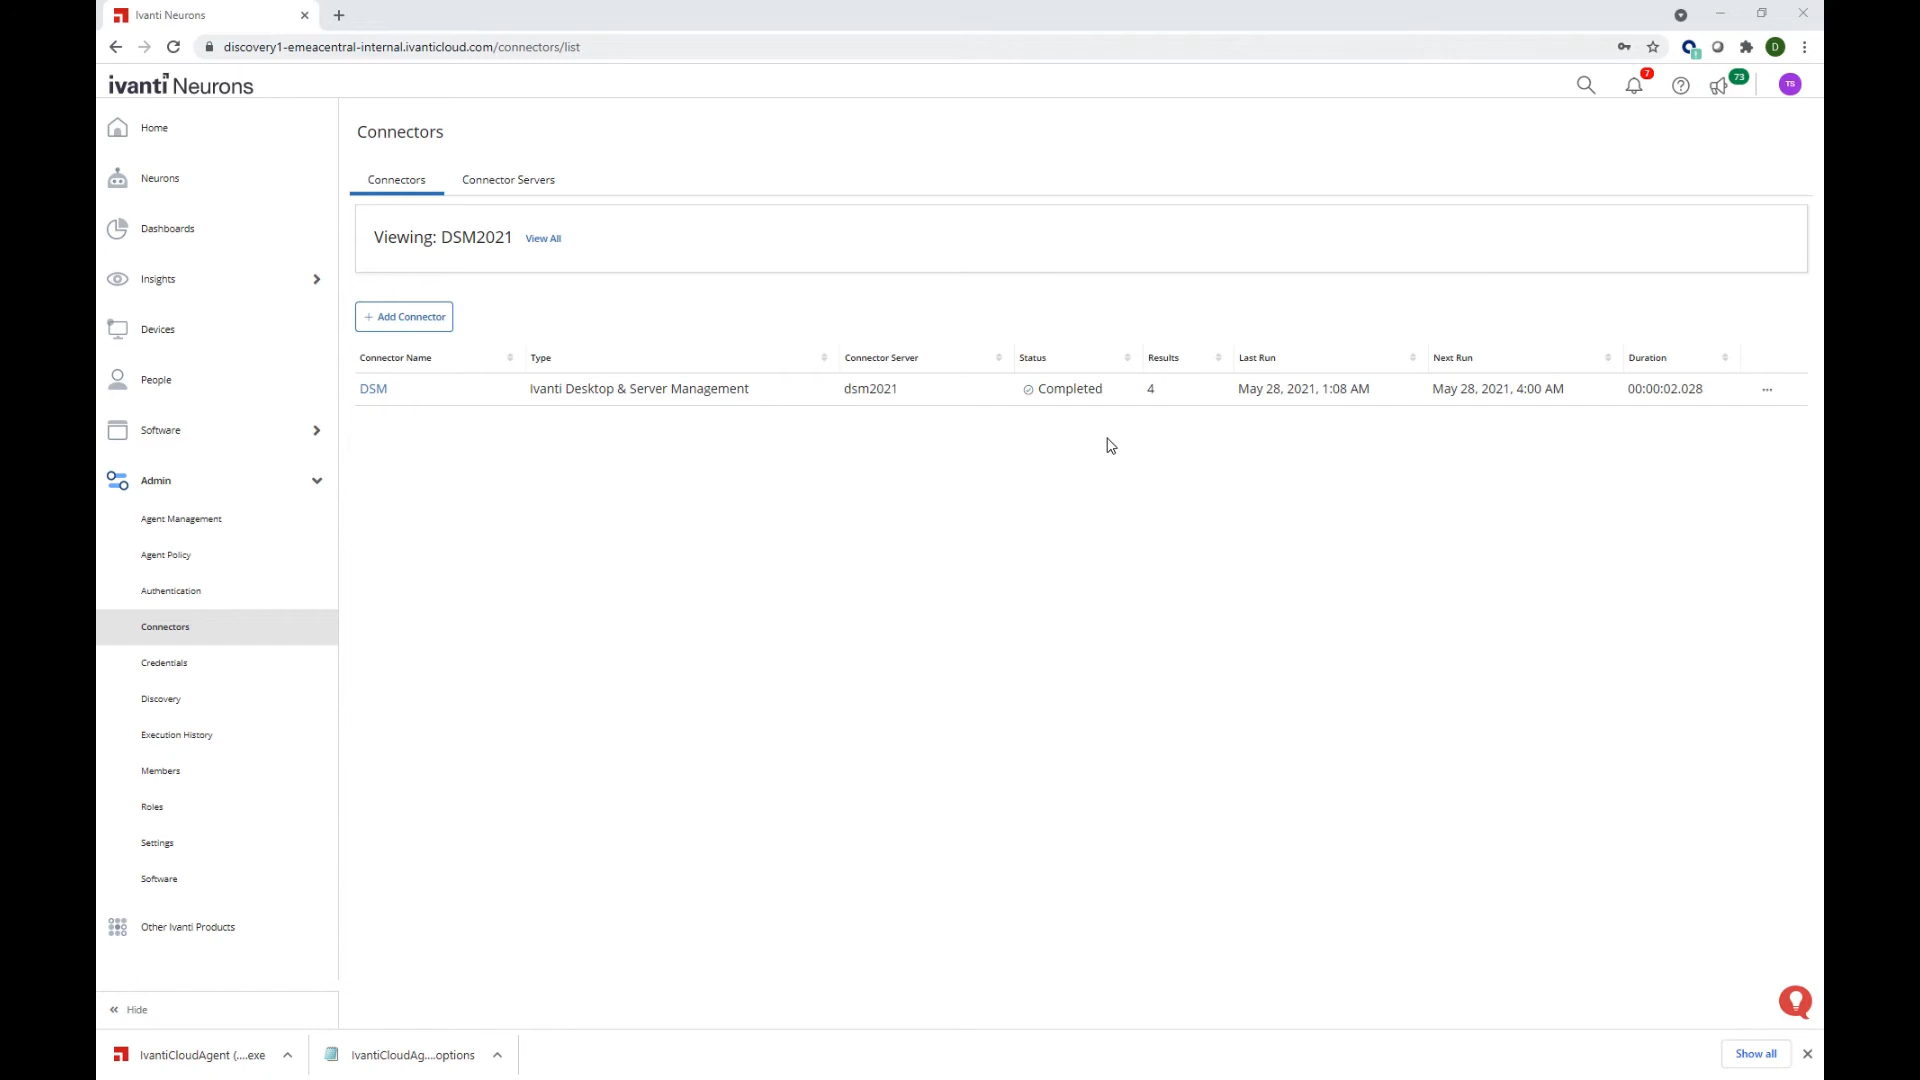 Ivanti Neurons
discovery1-emeacentral-internal.ivanticloud.com/connectors/list
D
ivanti Neurons
7
73
TS
Home
Neurons
Dashboards
Insights
Devices
People
Software
Admin
Agent Management
Agent Policy
Authentication
Connectors
Credentials
Discovery
Execution History
Members
Roles
Settings
Software
Other Ivanti Products
Hide
Connectors
Connectors Connector Servers
Viewing: DSM2021 View All
+ Add Connector
Connector Name Type Connector Server Status Results Last Run Next Run Duration
DSM Ivanti Desktop & Server Management dsm2021 Completed 4 May 28, 2021, 1:08 AM May 28, 2021, 4:00 AM 00:00:02.028 ...
IvantiCloudAgent (....exe IvantiCloudAg....options Show all